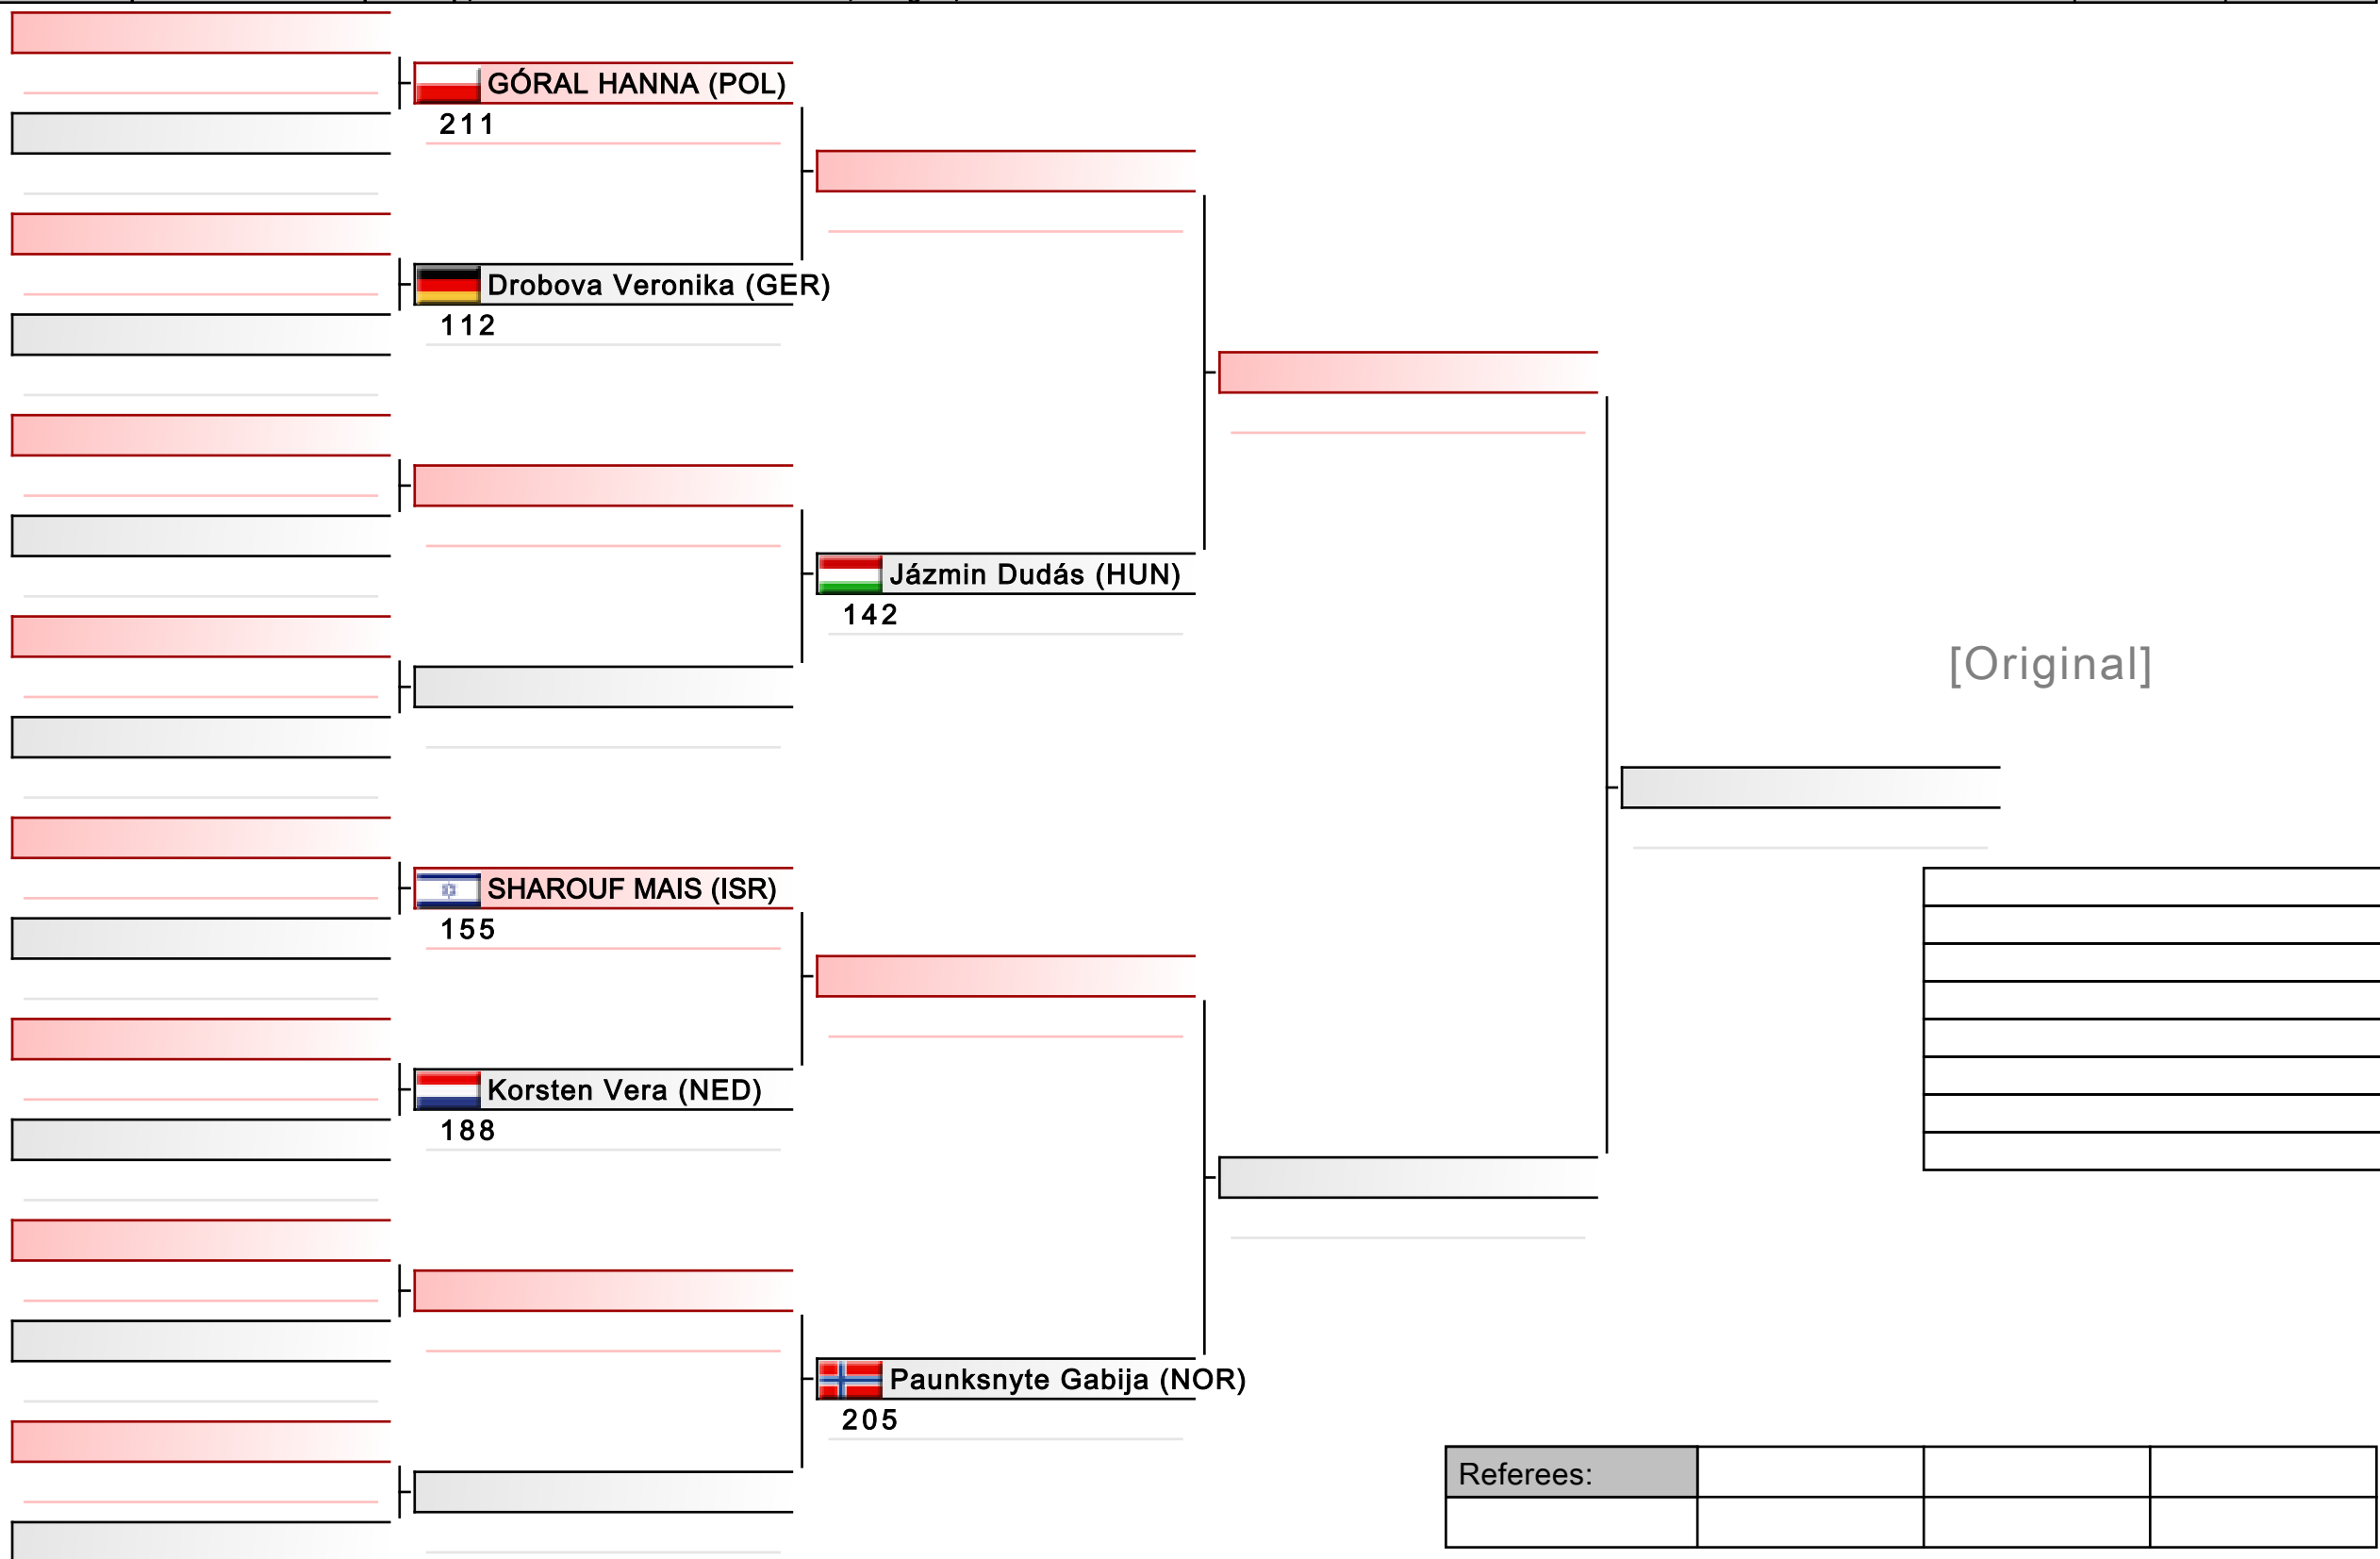 GÓRAL HANNA (POL)
211
Drobova Veronika (GER)
112
Jázmin Dudás (HUN)
142
[Original]
SHAROUF MAIS (ISR)
155
Korsten Vera (NED)
188
Paunksnyte Gabija (NOR)
205
Referees: